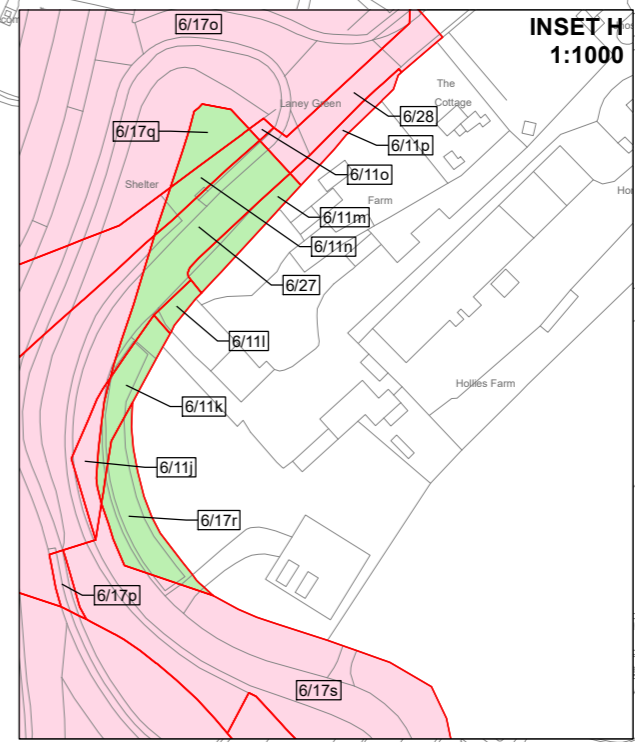 6/17o
INSET H
1:1000
The
Cottage
Laney Green
6/28
6/17q
6/11p
6/11o
Shelter
Farm
6/11m
6/11n
6/27
6/11l
Hollies Farm
6/11k
6/11j
6/17r
6/17p
6/17s